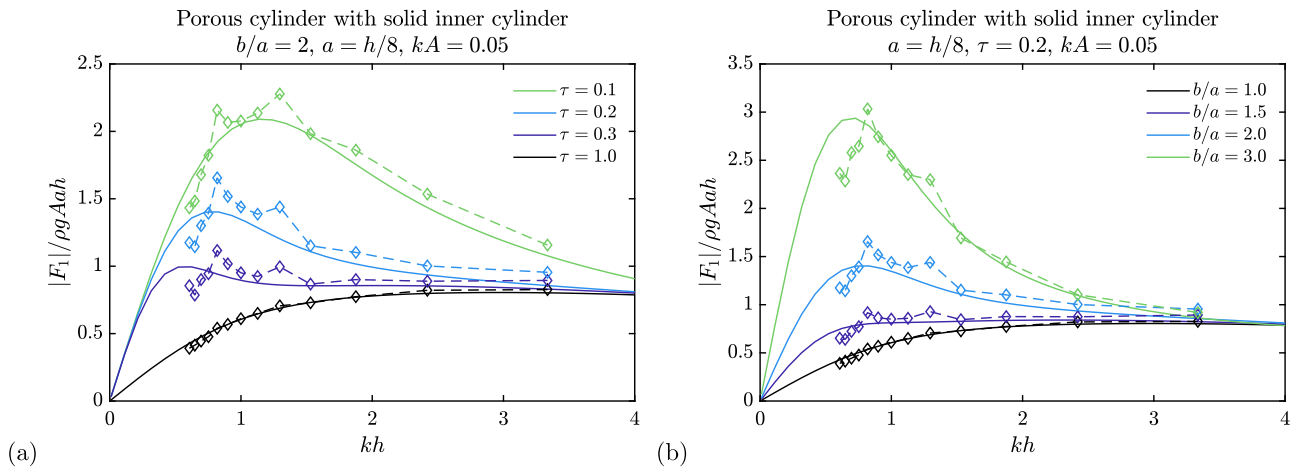 Porous cylinder with solid inner cylinder
b/a = 2, a = h/8, kA = 0.05
2.5
2
1.5
1
0.5
0
0
1
2
3
4
|F₁|/ρgAah
kh
τ = 0.1
τ = 0.2
τ = 0.3
τ = 1.0
(a)
Porous cylinder with solid inner cylinder
a = h/8, τ = 0.2, kA = 0.05
3.5
3
2.5
2
1.5
1
0.5
0
0
1
2
3
4
|F₁|/ρgAah
kh
b/a = 1.0
b/a = 1.5
b/a = 2.0
b/a = 3.0
(b)